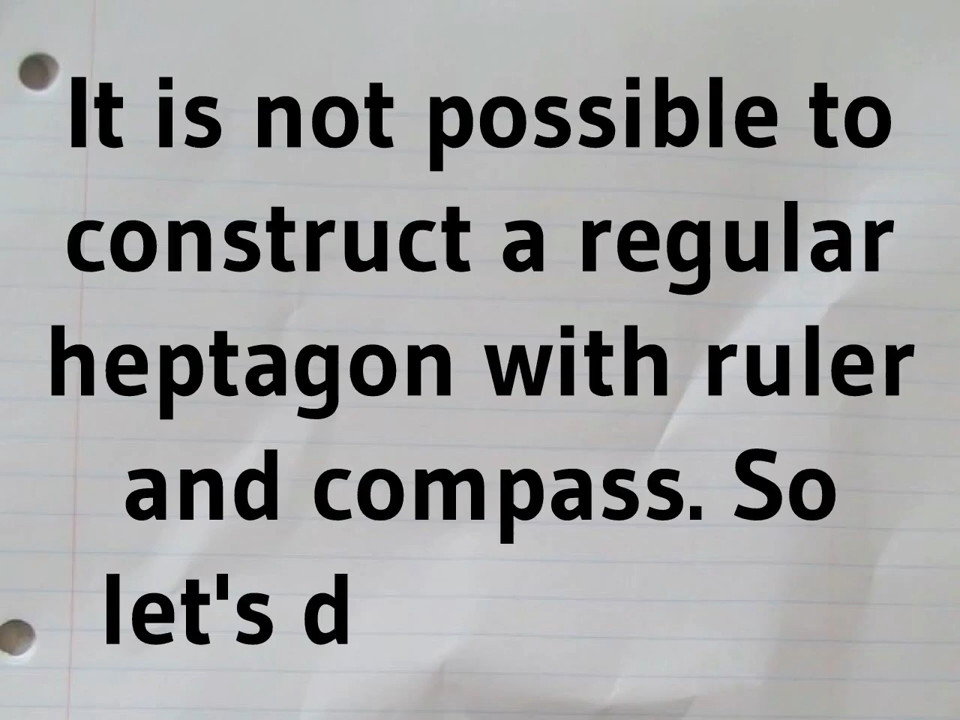 It is not possible to
construct a regular
heptagon with ruler
and compass. So
let's d